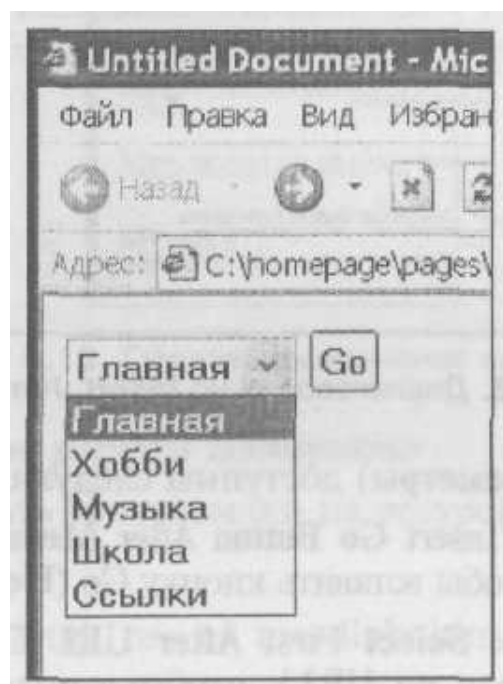 Untitled Document - Mic
Файл Правка Вид Избран
Назад
Адрес: C:\homepage\pages\
Главная Go
Главная
Хобби
Музыка
Школа
Ссылки